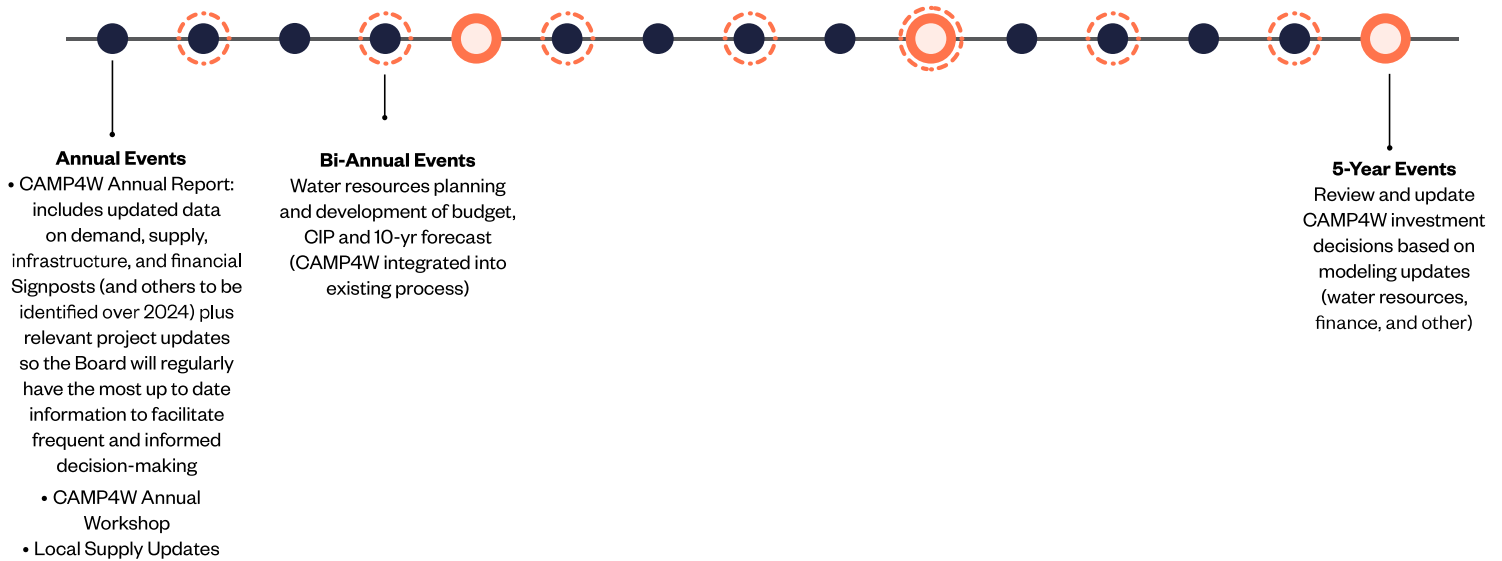 Annual Events
• CAMP4W Annual Report:
includes updated data
on demand, supply,
infrastructure, and financial
Signposts (and others to be
identified over 2024) plus
relevant project updates
so the Board will regularly
have the most up to date
information to facilitate
frequent and informed
decision-making
• CAMP4W Annual
Workshop
• Local Supply Updates
Bi-Annual Events
Water resources planning
and development of budget,
CIP and 10-yr forecast
(CAMP4W integrated into
existing process)
5-Year Events
Review and update
CAMP4W investment
decisions based on
modeling updates
(water resources,
finance, and other)